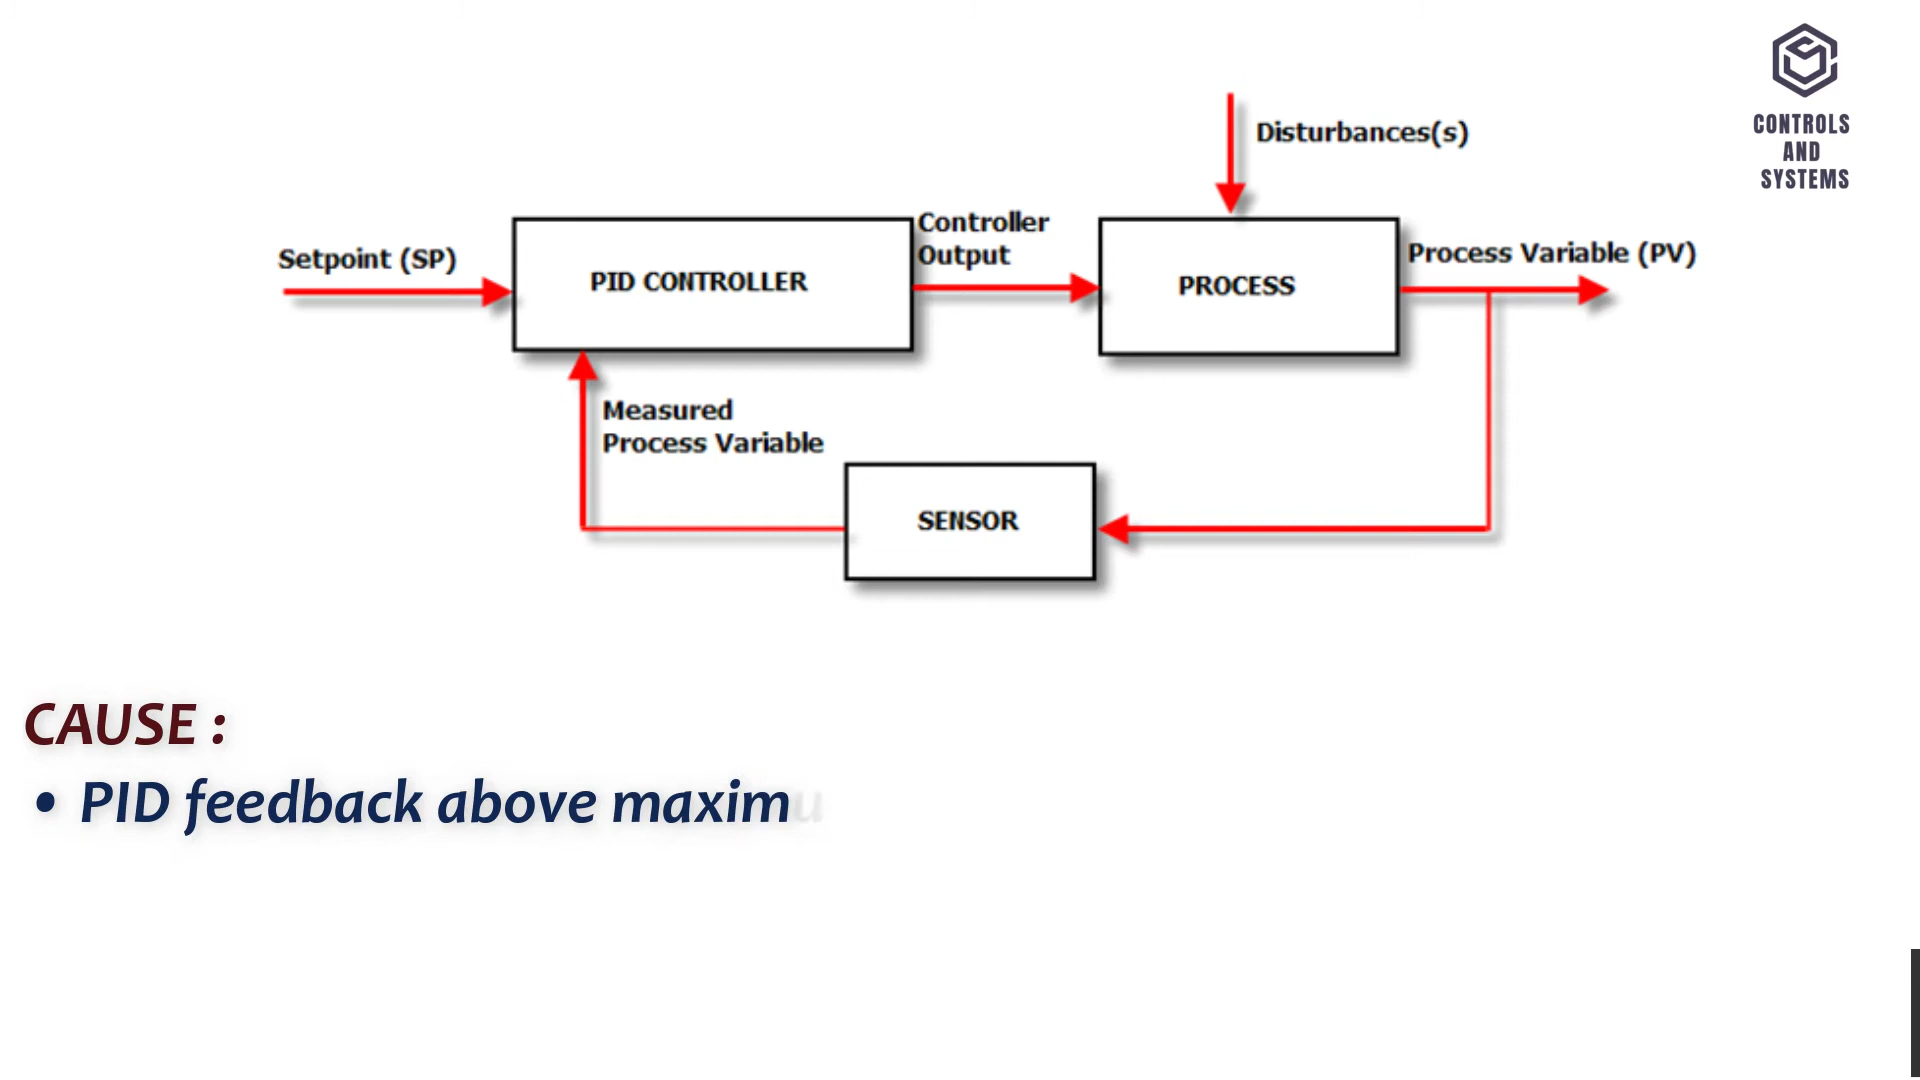 CONTROLS
AND
SYSTEMS
Disturbances(s)
Setpoint (SP)
PID CONTROLLER
Controller
Output
PROCESS
Process Variable (PV)
Measured
Process Variable
SENSOR
CAUSE :
• PID feedback above maximu